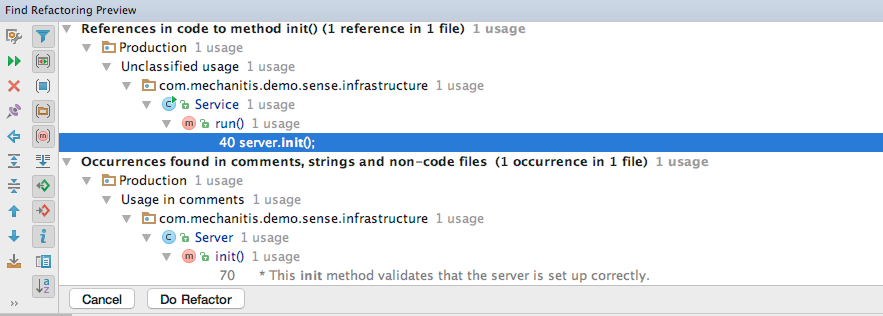 Find Refactoring Preview
References in code to method init() (1 reference in 1 file) 1 usage
Production 1 usage
Unclassified usage 1 usage
com.mechanitis.demo.sense.infrastructure 1 usage
Service 1 usage
run() 1 usage
40 server.init();
Occurrences found in comments, strings and non-code files (1 occurrence in 1 file) 1 usage
Production 1 usage
Usage in comments 1 usage
com.mechanitis.demo.sense.infrastructure 1 usage
Server 1 usage
init() 1 usage
70 * This init method validates that the server is set up correctly.
Cancel Do Refactor